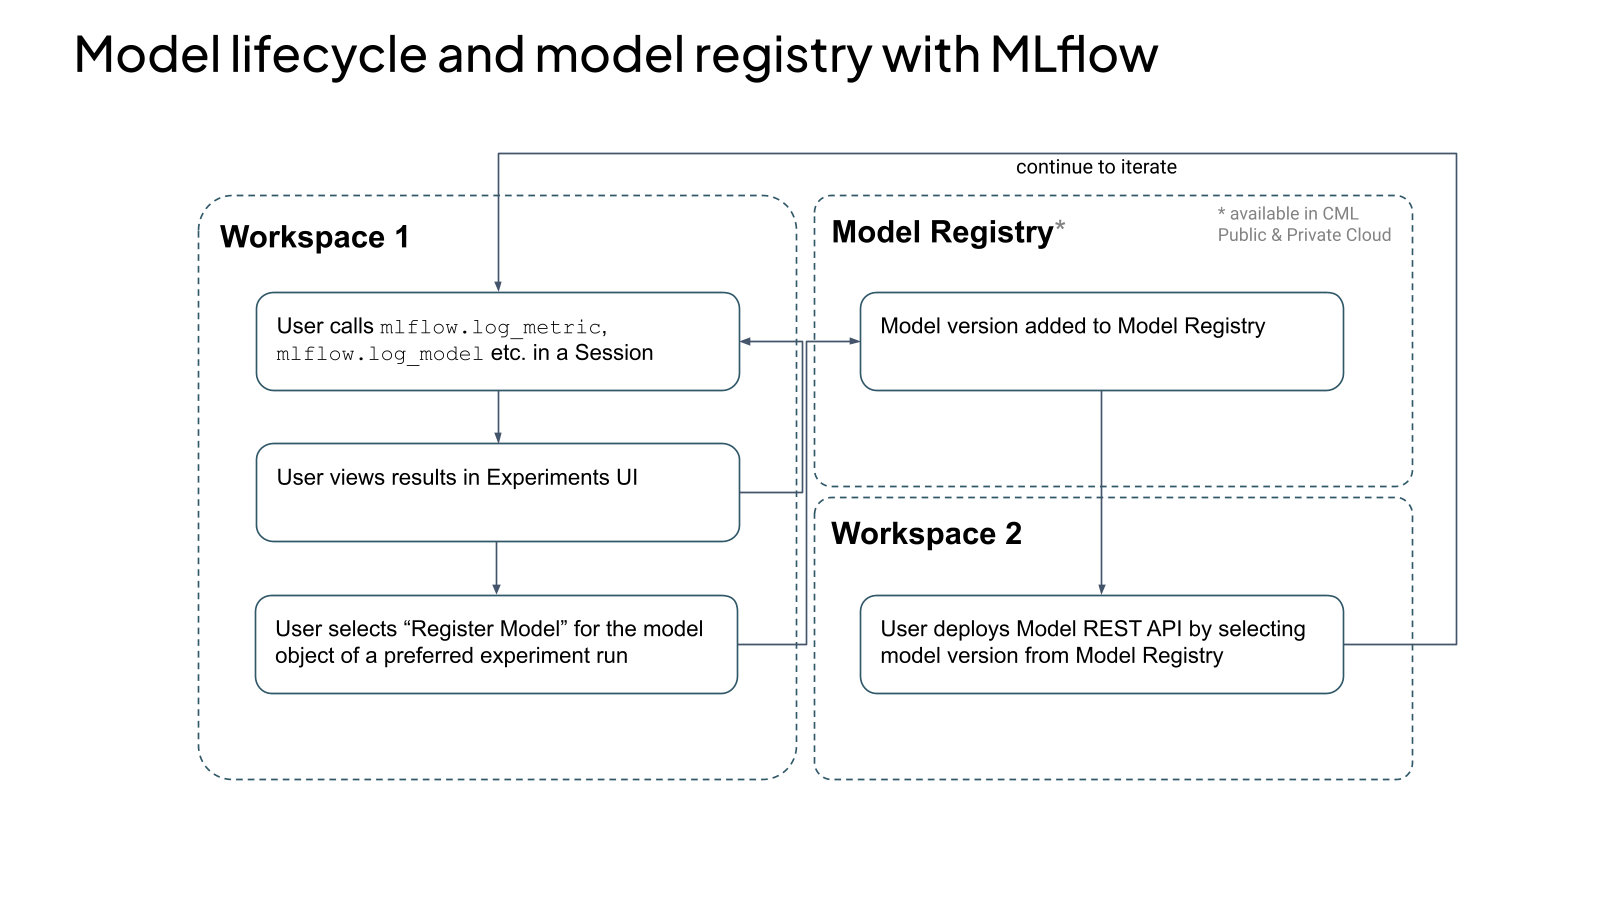 Model lifecycle and model registry with MLflow
continue to iterate
Workspace 1
User calls mlflow.log_metric,
mlflow.log_model etc. in a Session
User views results in Experiments UI
User selects “Register Model” for the model
object of a preferred experiment run
Model Registry*
* available in CML
Public & Private Cloud
Model version added to Model Registry
Workspace 2
User deploys Model REST API by selecting
model version from Model Registry